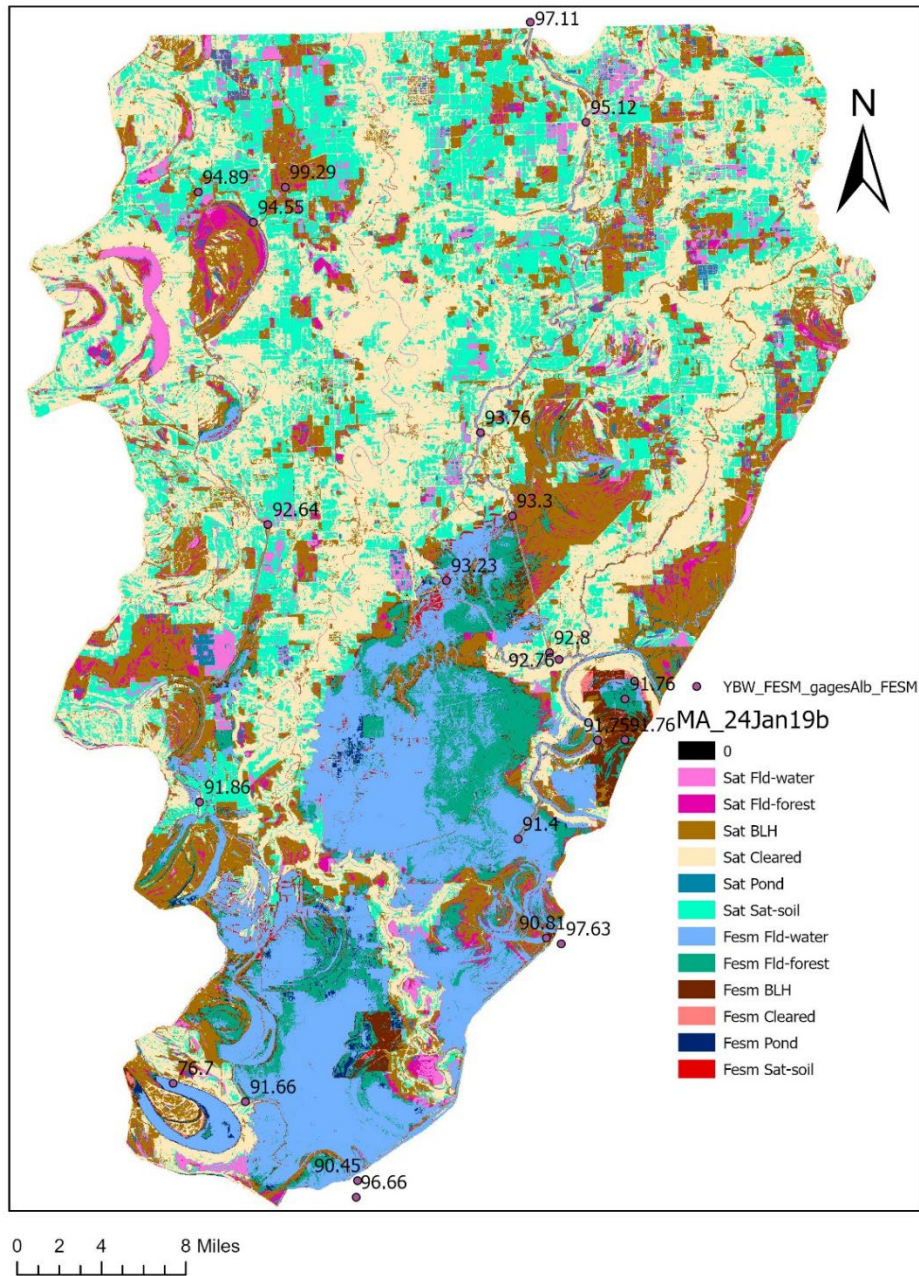 97.11
95.12
N
94.89
99.29
94.55
93.76
93.3
92.64
93.23
92.8
92.76
91.76
YBW_FESM_gagesAlb_FESM
91.75
91.76
MA_24Jan19b
0
Sat Fld-water
Sat Fld-forest
Sat BLH
Sat Cleared
Sat Pond
Sat Sat-soil
Fesm Fld-water
Fesm Fld-forest
Fesm BLH
Fesm Cleared
Fesm Pond
Fesm Sat-soil
91.86
91.4
90.81
97.63
76.7
91.66
90.45
96.66
0 2 4 8 Miles